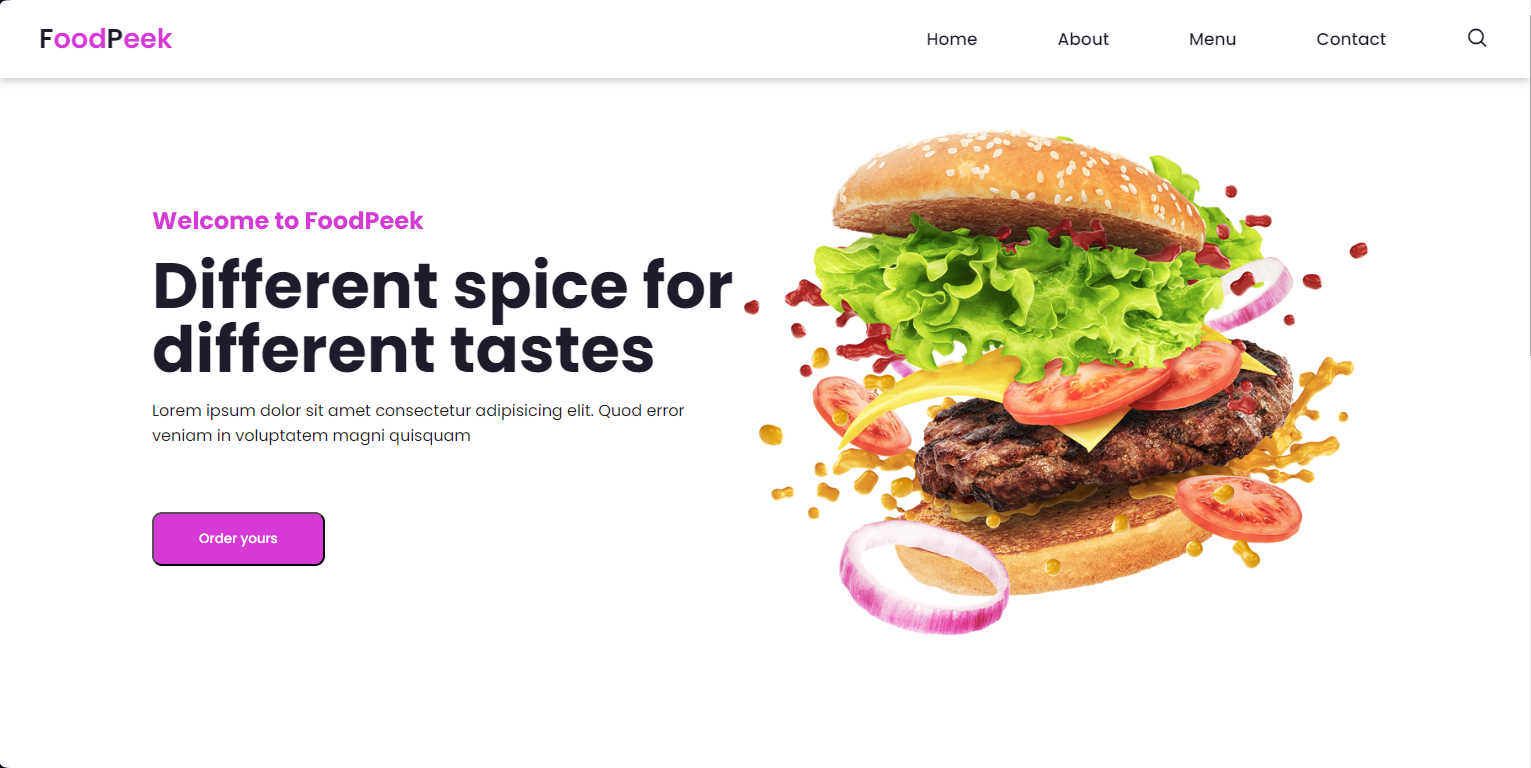 FoodPeek
Home About Menu Contact
Welcome to FoodPeek
Different spice for
different tastes
Lorem ipsum dolor sit amet consectetur adipisicing elit. Quod error
veniam in voluptatem magni quisquam
Order yours